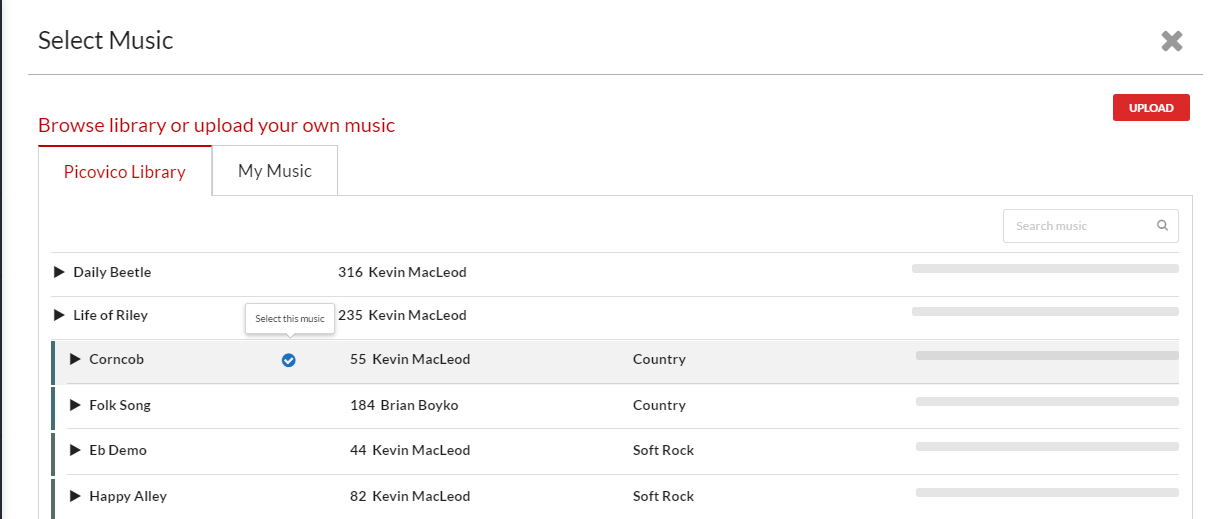 Select Music
UPLOAD
Browse library or upload your own music
Picovico Library My Music
Search music
Daily Beetle 316 Kevin MacLeod
Life of Riley 235 Kevin MacLeod
Select this music
Corncob 55 Kevin MacLeod Country
Folk Song 184 Brian Boyko Country
Eb Demo 44 Kevin MacLeod Soft Rock
Happy Alley 82 Kevin MacLeod Soft Rock